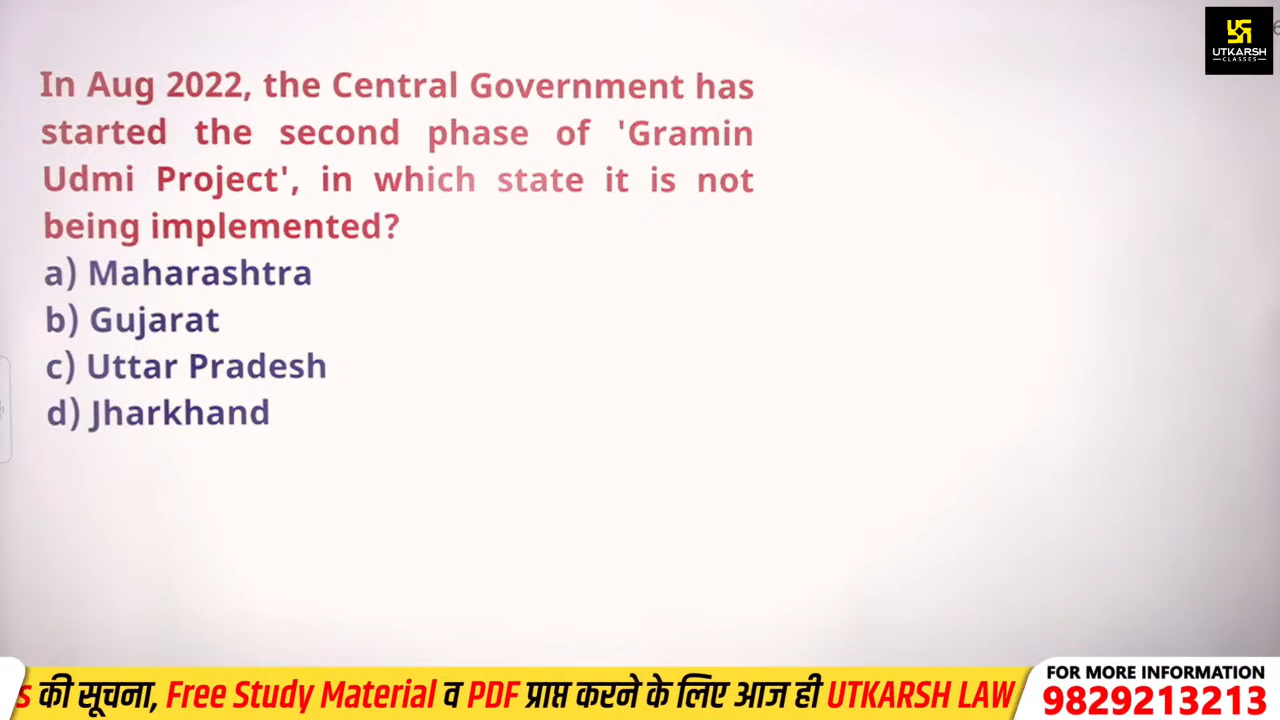 UTKARSH
CLASSES
In Aug 2022, the Central Government has
started the second phase of 'Gramin
Udmi Project', in which state it is not
being implemented?
a) Maharashtra
b) Gujarat
c) Uttar Pradesh
d) Jharkhand
की सूचना, Free Study Material व PDF प्राप्त करने के लिए आज ही UTKARSH LAW
FOR MORE INFORMATION
9829213213